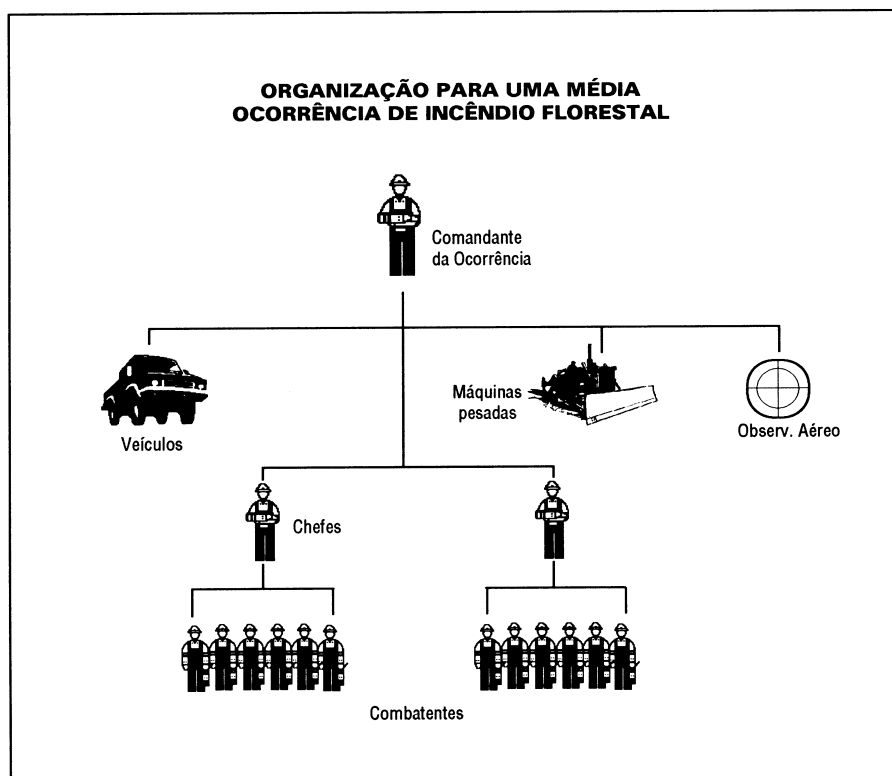 ORGANIZAÇÃO PARA UMA MÉDIA
OCORRÊNCIA DE INCÊNDIO FLORESTAL
Comandante
da Ocorrência
Veículos
Máquinas
pesadas
Observ. Aéreo
Chefes
Combatentes